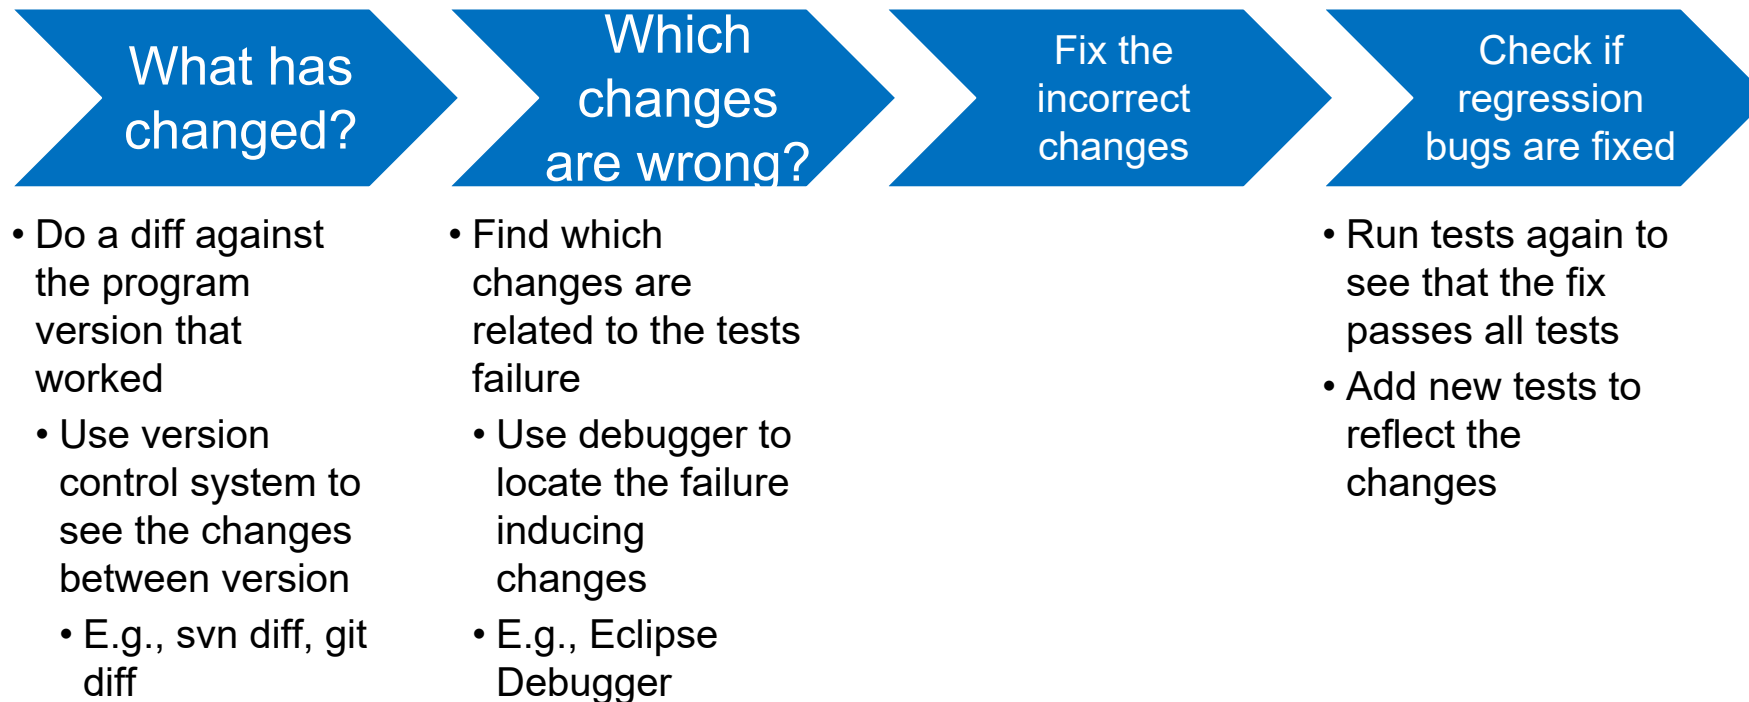 What has
changed?
Which
changes
are wrong?
Fix the
incorrect
changes
Check if
regression
bugs are fixed
• Do a diff against
the program
version that
worked
• Use version
control system to
see the changes
between version
• E.g., svn diff, git
diff
• Find which
changes are
related to the tests
failure
• Use debugger to
locate the failure
inducing
changes
• E.g., Eclipse
Debugger
• Run tests again to
see that the fix
passes all tests
• Add new tests to
reflect the
changes